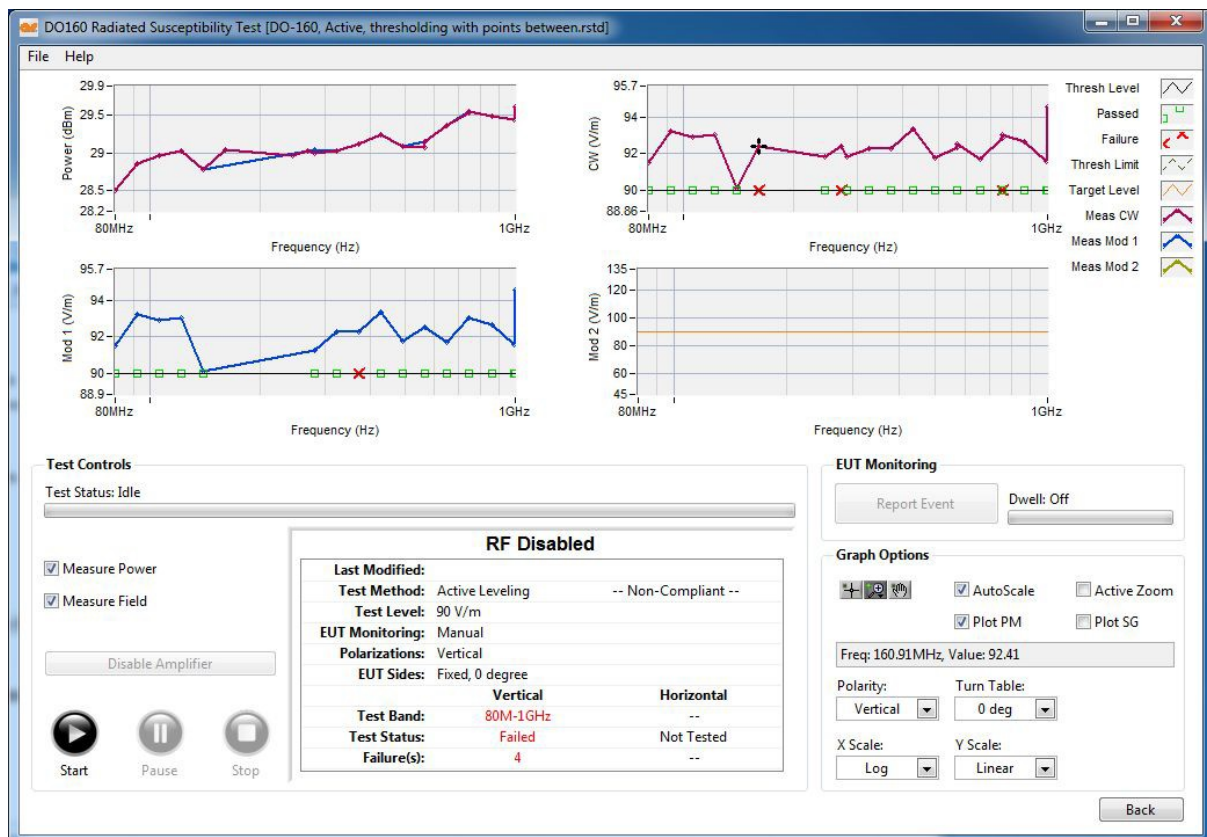 DO160 Radiated Susceptibility Test [DO-160, Active, thresholding with points between.rstd]
File Help
29.9
29.5
29
28.5
28.2
Power (dBm)
80MHz 1GHz
Frequency (Hz)
95.7
94
92
90
88.86
CW (V/m)
80MHz 1GHz
Frequency (Hz)
Thresh Level
Passed
Failure
Thresh Limit
Target Level
Meas CW
Meas Mod 1
Meas Mod 2
95.7
94
92
90
88.9
Mod 1 (V/m)
80MHz 1GHz
Frequency (Hz)
135
120
100
80
60
45
Mod 2 (V/m)
80MHz 1GHz
Frequency (Hz)
Test Controls
Test Status: Idle
Measure Power
Measure Field
Disable Amplifier
Start Pause Stop
RF Disabled
Last Modified:
Test Method: Active Leveling -- Non-Compliant --
Test Level: 90 V/m
EUT Monitoring: Manual
Polarizations: Vertical
EUT Sides: Fixed, 0 degree
Vertical Horizontal
Test Band: 80M-1GHz --
Test Status: Failed Not Tested
Failure(s): 4 --
EUT Monitoring
Report Event Dwell: Off
Graph Options
AutoScale Active Zoom
Plot PM Plot SG
Freq: 160.91MHz, Value: 92.41
Polarity: Turn Table:
Vertical 0 deg
X Scale: Y Scale:
Log Linear
Back